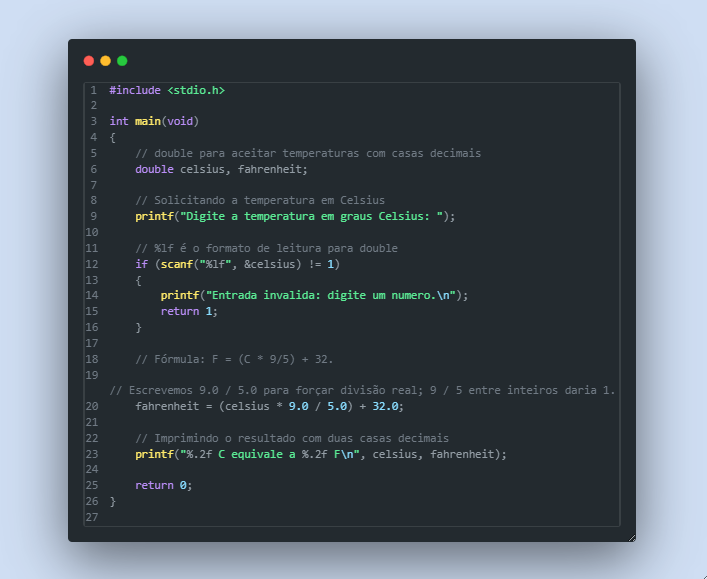 1 #include <stdio.h>
2
3 int main(void)
4 {
5     // double para aceitar temperaturas com casas decimais
6     double celsius, fahrenheit;
7
8     // Solicitando a temperatura em Celsius
9     printf("Digite a temperatura em graus Celsius: ");
10
11     // %lf é o formato de leitura para double
12     if (scanf("%lf", &celsius) != 1)
13     {
14         printf("Entrada invalida: digite um numero.\n");
15         return 1;
16     }
17
18     // Fórmula: F = (C * 9/5) + 32.
19
// Escrevemos 9.0 / 5.0 para forçar divisão real; 9 / 5 entre inteiros daria 1.
20     fahrenheit = (celsius * 9.0 / 5.0) + 32.0;
21
22     // Imprimindo o resultado com duas casas decimais
23     printf("%.2f C equivale a %.2f F\n", celsius, fahrenheit);
24
25     return 0;
26 }
27